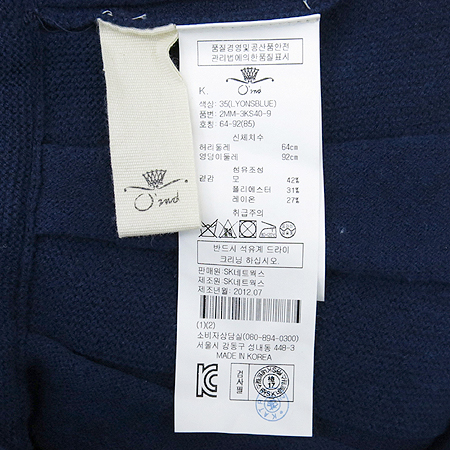 품질경영및공산품안전
관리법에의한품질표시
K.
O'2nd
색상: 35(LYONSBLUE)
품번: 2MM-3KS40-9
호칭: 64-92(85)
신체치수
허리둘레 64cm
엉덩이둘레 92cm
섬유조성
겉감 모 42%
폴리에스터 31%
레이온 27%
취급주의
반드시 석유계 드라이
크리닝 하십시오.
판매원 SK네트웍스
제조원 SK네트웍스
제조년월 2012.07
(1)(2)
소비자상담실(080-894-0300)
서울시 강동구 성내동 448-3
MADE IN KOREA
검사필
O'2nd